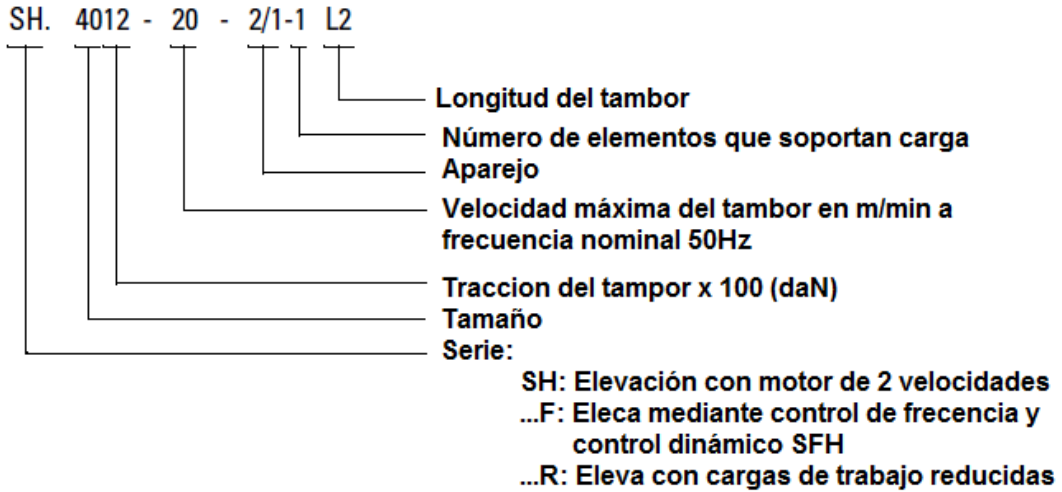 SH. 4012 - 20 - 2/1-1 L2
Longitud del tambor
Número de elementos que soportan carga
Aparejo
Velocidad máxima del tambor en m/min a
frecuencia nominal 50Hz
Traccion del tampor x 100 (daN)
Tamaño
Serie:
SH: Elevación con motor de 2 velocidades
...F: Eleca mediante control de frecencia y
control dinámico SFH
...R: Eleva con cargas de trabajo reducidas